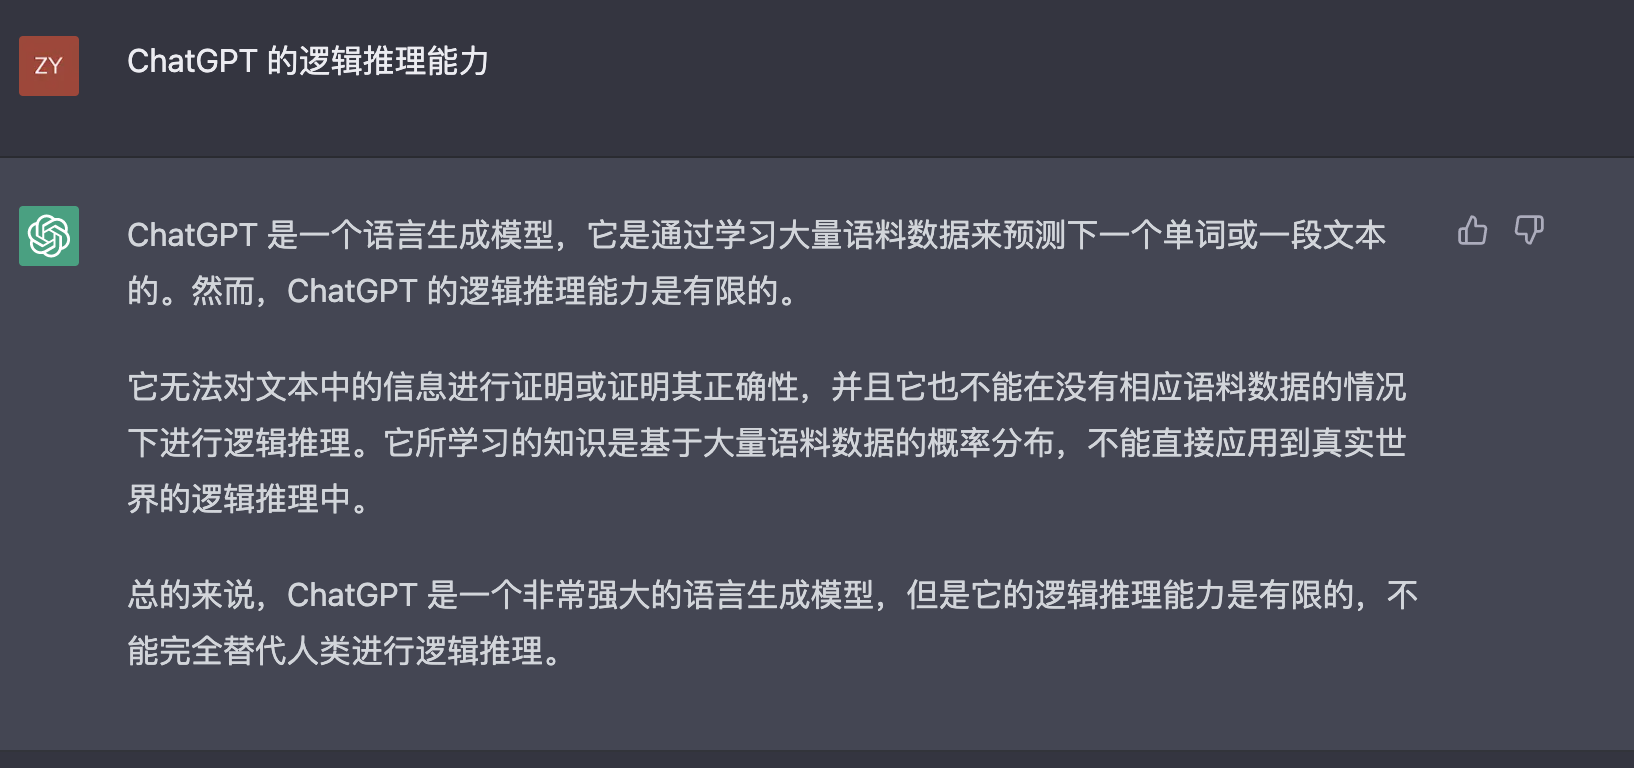 ZY
ChatGPT 的逻辑推理能力
ChatGPT 是一个语言生成模型，它是通过学习大量语料数据来预测下一个单词或一段文本
的。然而，ChatGPT 的逻辑推理能力是有限的。
它无法对文本中的信息进行证明或证明其正确性，并且它也不能在没有相应语料数据的情况
下进行逻辑推理。它所学习的知识是基于大量语料数据的概率分布，不能直接应用到真实世
界的逻辑推理中。
总的来说，ChatGPT 是一个非常强大的语言生成模型，但是它的逻辑推理能力是有限的，不
能完全替代人类进行逻辑推理。